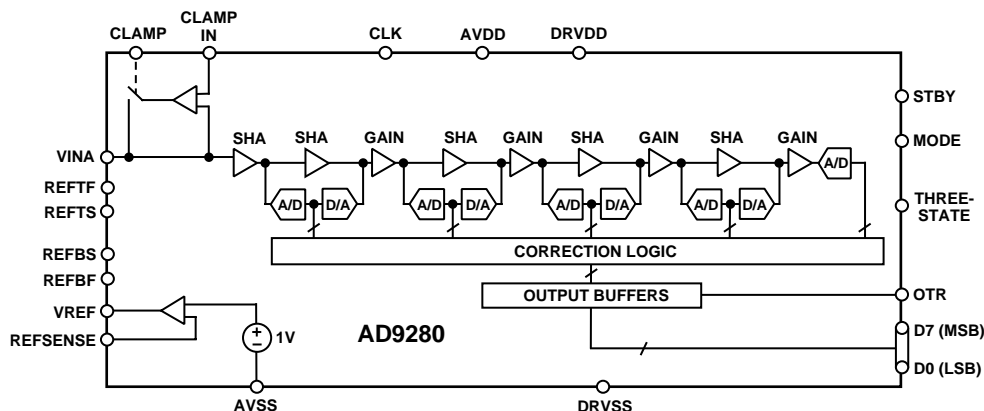 CLAMP
CLAMP IN
CLK
AVDD
DRVDD
STBY
MODE
THREE-
STATE
SHA
SHA
GAIN
SHA
GAIN
SHA
GAIN
SHA
GAIN
A/D
VINA
REFTF
REFTS
REFBS
REFBF
VREF
REFSENSE
A/D
D/A
A/D
D/A
A/D
D/A
A/D
D/A
CORRECTION LOGIC
OUTPUT BUFFERS
OTR
+
–
1V
AD9280
D7 (MSB)
D0 (LSB)
AVSS
DRVSS